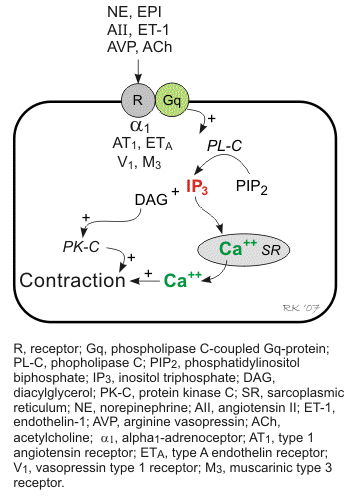 NE, EPI
AII, ET-1
AVP, ACh
R
Gq
+
α1
PL-C
AT1, ETA
V1, M3
IP3
PIP2
+
DAG
+
PK-C
Ca++ SR
+
Contraction
+
Ca++
RK '07
R, receptor; Gq, phospholipase C-coupled Gq-protein;
PL-C, phopholipase C; PIP2, phosphatidylinositol
biphosphate; IP3, inositol triphosphate; DAG,
diacylglycerol; PK-C, protein kinase C; SR, sarcoplasmic
reticulum; NE, norepinephrine; AII, angiotensin II; ET-1,
endothelin-1; AVP, arginine vasopressin; ACh,
acetylcholine; α1, alpha1-adrenoceptor; AT1, type 1
angiotensin receptor; ETA, type A endothelin receptor;
V1, vasopressin type 1 receptor; M3, muscarinic type 3
receptor.